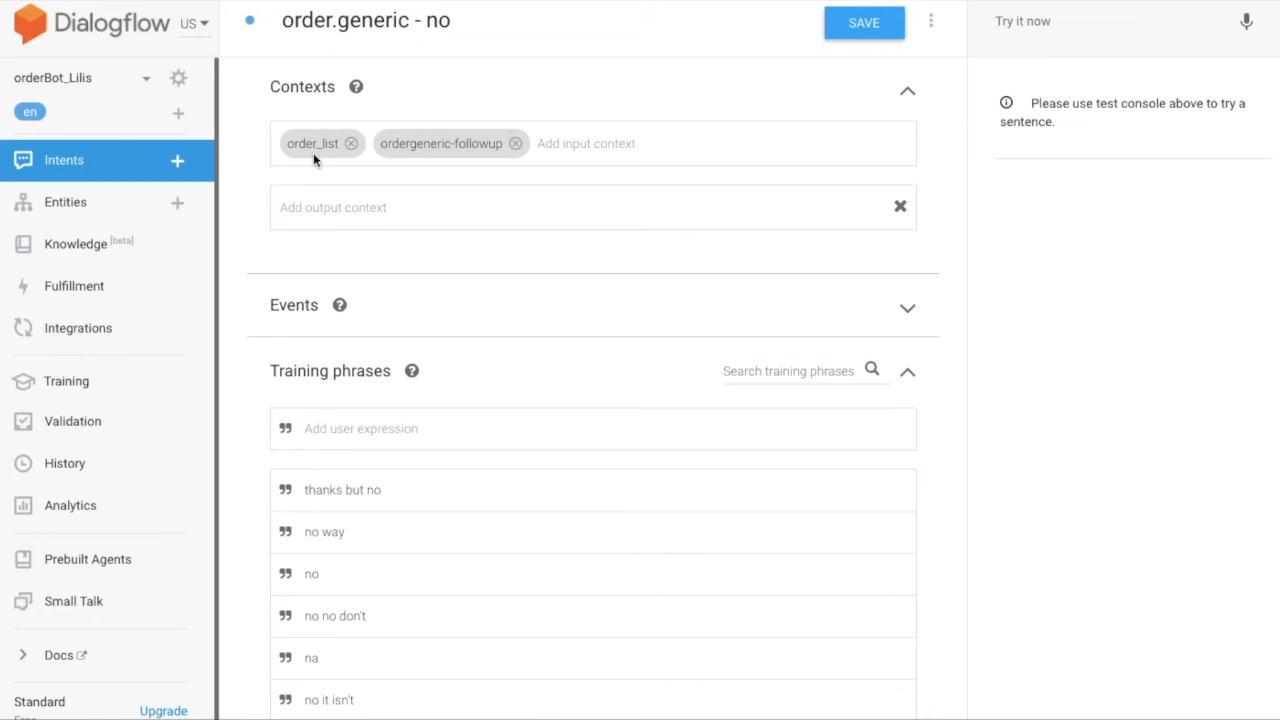 Dialogflow
US
order.generic - no
SAVE
Try it now
orderBot_Lilis
en
Contexts
order_list
ordergeneric-followup
Add input context
Add output context
Please use test console above to try a
sentence.
Intents
Entities
Knowledge [beta]
Fulfillment
Integrations
Training
Validation
History
Analytics
Prebuilt Agents
Small Talk
Docs
Standard
Free
Upgrade
Events
Training phrases
Search training phrases
Add user expression
thanks but no
no way
no
no no don't
na
no it isn't